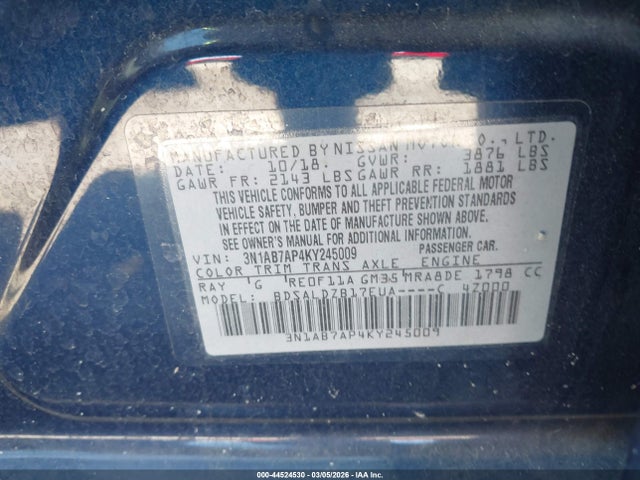 MANUFACTURED BY NISSAN MOTOR CO., LTD.
DATE: 10/18 GVWR: 3876 LBS
GAWR FR: 2143 LBS GAWR RR: 1881 LBS
THIS VEHICLE CONFORMS TO ALL APPLICABLE FEDERAL MOTOR
VEHICLE SAFETY, BUMPER AND THEFT PREVENTION STANDARDS
IN EFFECT ON THE DATE OF MANUFACTURE SHOWN ABOVE.
SEE OWNER'S MANUAL FOR ADDITIONAL INFORMATION.
VIN: 3N1AB7AP4KY245009 PASSENGER CAR.
COLOR TRIM TRANS AXLE ENGINE
RAY G RE0F11A GM35 MRA8DE 1798 CC
BDSALDZB17EUA----C 42000
3N1AB7AP4KY245009
000-44524530 - 03/05/2026 - IAA Inc.